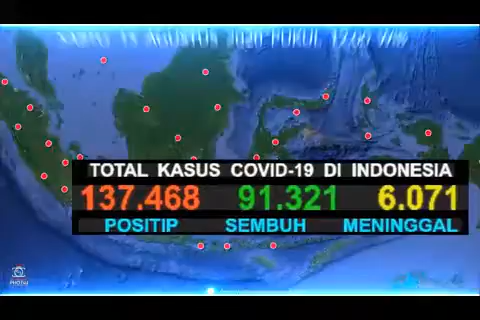 TOTAL KASUS COVID-19 DI INDONESIA
137.468 91.321 6.071
POSITIP SEMBUH MENINGGAL